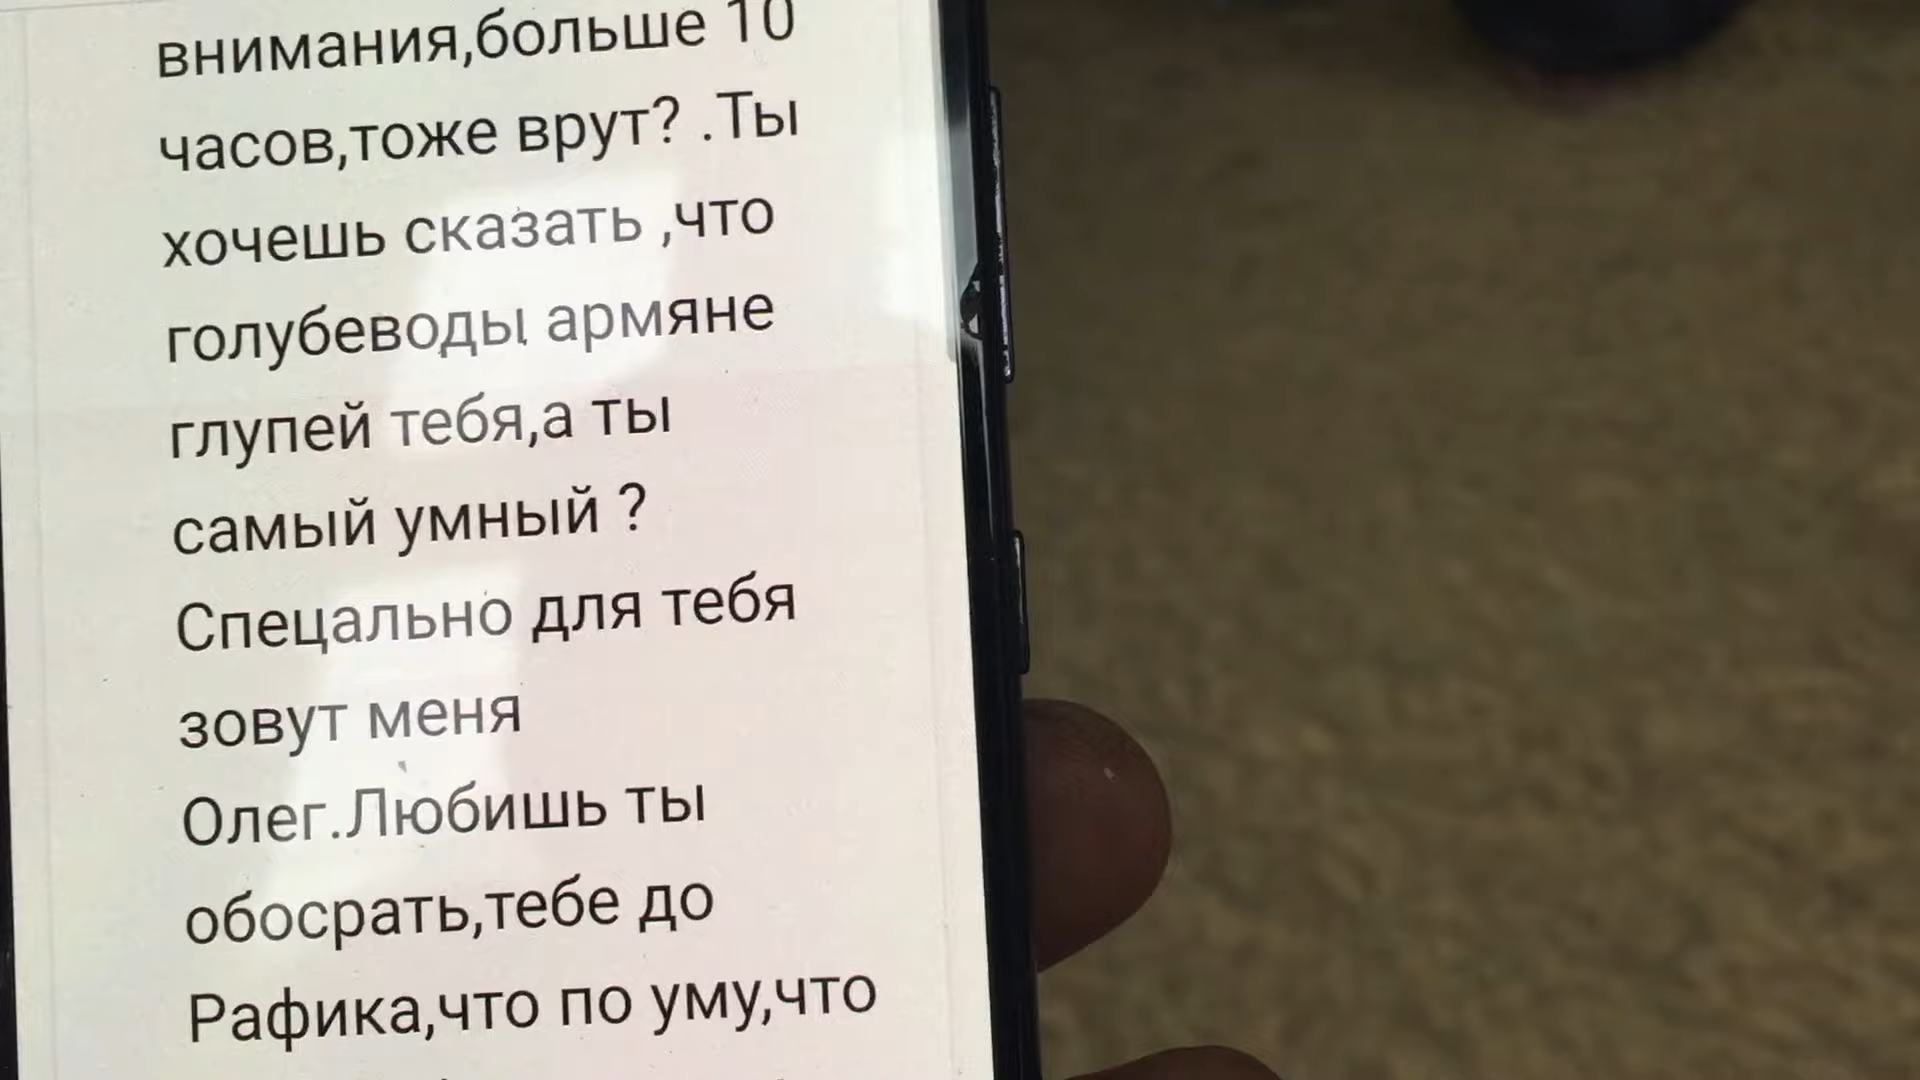 внимания,больше 10
часов,тоже врут? .Ты
хочешь сказать ,что
голубеводы армяне
глупей тебя,а ты
самый умный ?
Спецально для тебя
зовут меня
Олег.Любишь ты
обосрать,тебе до
Рафика,что по уму,что